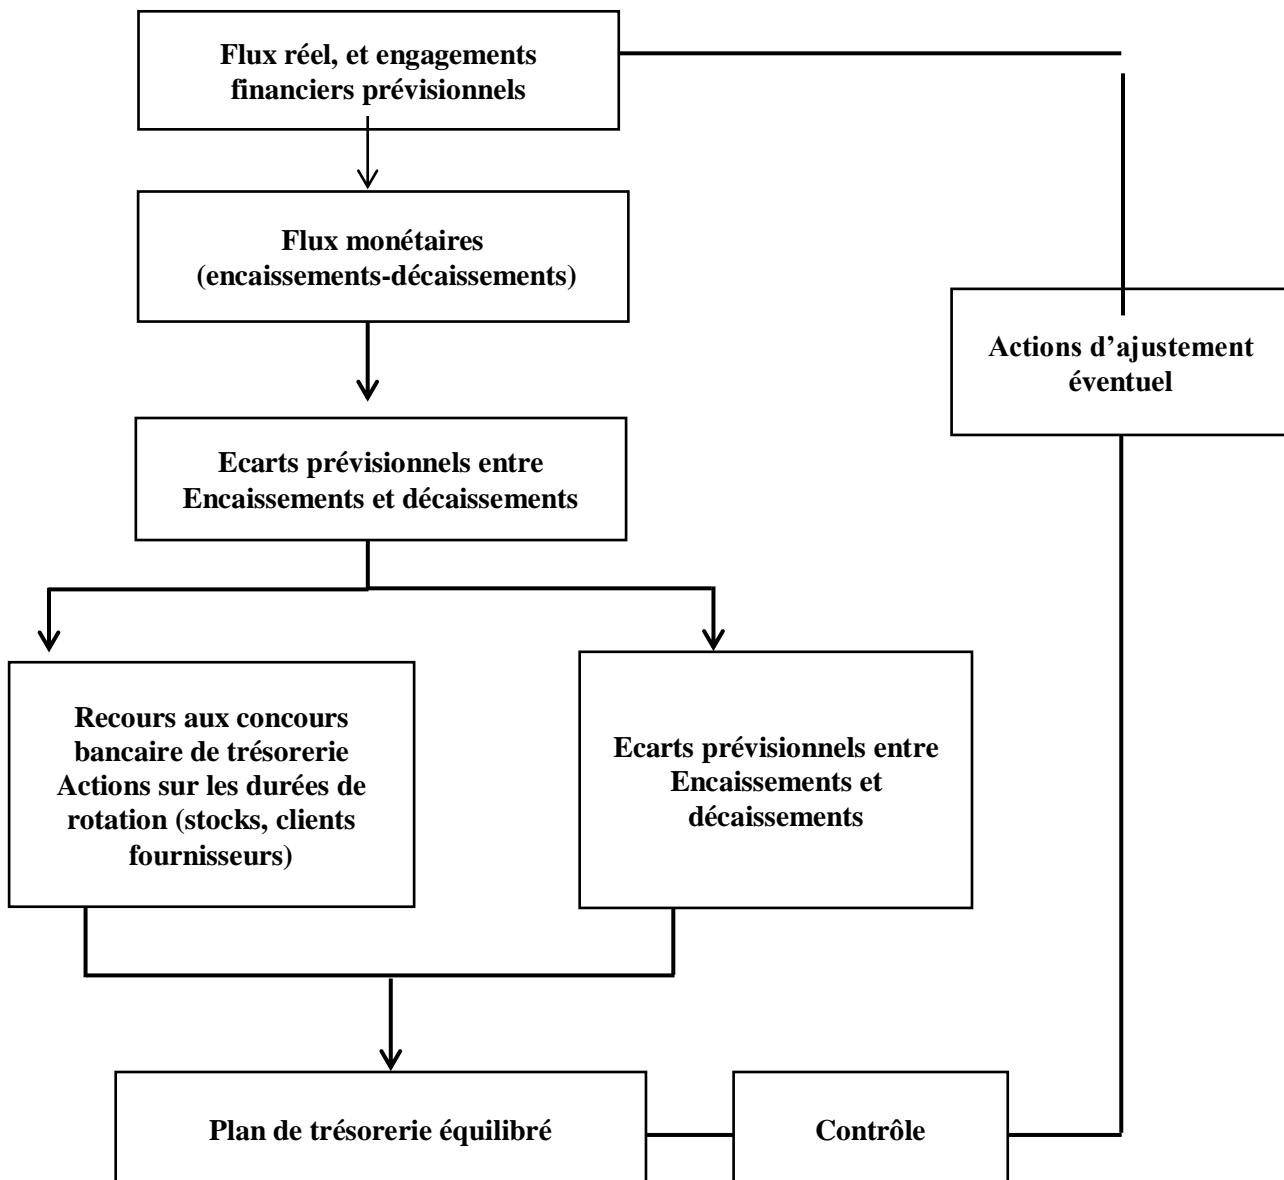 Flux réel, et engagements
financiers prévisionnels
Flux monétaires
(encaissements-décaissements)
Actions d’ajustement
éventuel
Ecarts prévisionnels entre
Encaissements et décaissements
Recours aux concours
bancaire de trésorerie
Actions sur les durées de
rotation (stocks, clients
fournisseurs)
Ecarts prévisionnels entre
Encaissements et
décaissements
Plan de trésorerie équilibré
Contrôle